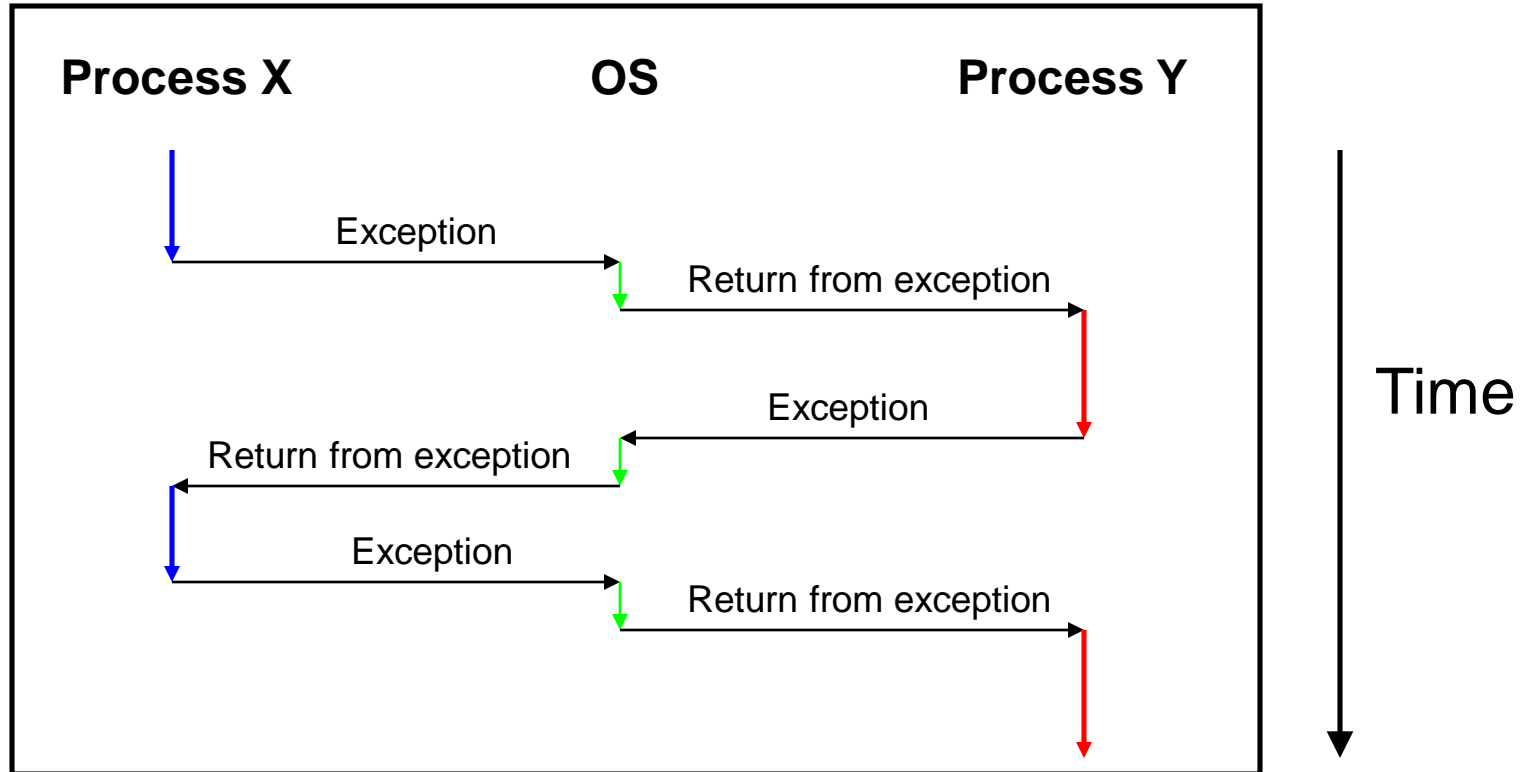 Process X OS Process Y
Exception
Return from exception
Exception
Time
Return from exception
Exception
Return from exception